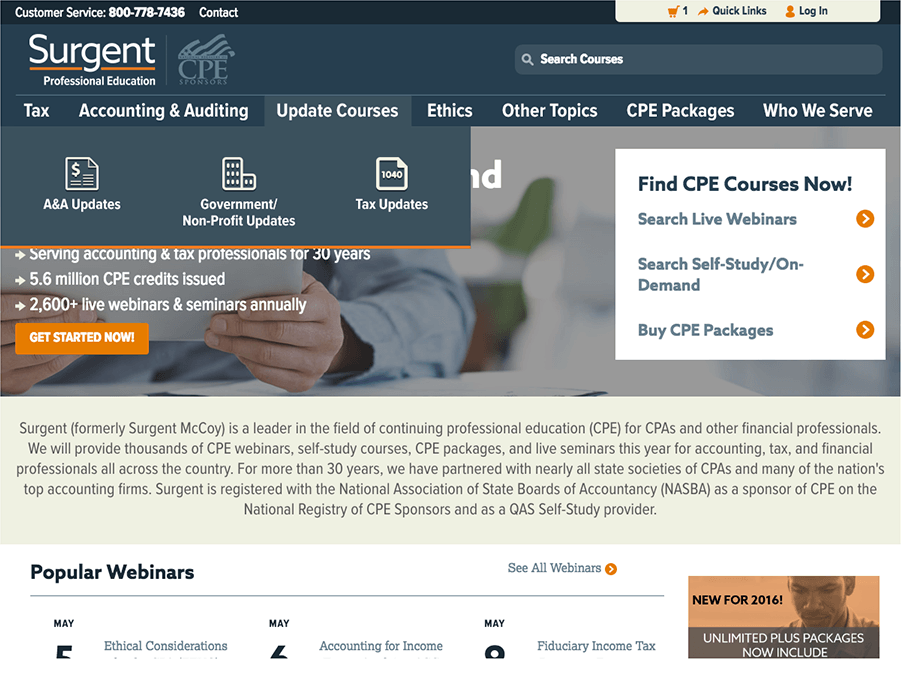 Customer Service: 800-778-7436 Contact
1 Quick Links Log In
Surgent
Professional Education
CPE
SPONSORS
Search Courses
Tax Accounting & Auditing Update Courses Ethics Other Topics CPE Packages Who We Serve
$
1040
A&A Updates
Government/
Non-Profit Updates
Tax Updates
nd
Serving accounting & tax professionals for 30 years
5.6 million CPE credits issued
2,600+ live webinars & seminars annually
GET STARTED NOW!
Find CPE Courses Now!
Search Live Webinars
Search Self-Study/On-
Demand
Buy CPE Packages
Surgent (formerly Surgent McCoy) is a leader in the field of continuing professional education (CPE) for CPAs and other financial professionals.
We will provide thousands of CPE webinars, self-study courses, CPE packages, and live seminars this year for accounting, tax, and financial
professionals all across the country. For more than 30 years, we have partnered with nearly all state societies of CPAs and many of the nation's
top accounting firms. Surgent is registered with the National Association of State Boards of Accountancy (NASBA) as a sponsor of CPE on the
National Registry of CPE Sponsors and as a QAS Self-Study provider.
Popular Webinars
See All Webinars
MAY
5
Ethical Considerations
MAY
6
Accounting for Income
MAY
Fiduciary Income Tax
NEW FOR 2016!
UNLIMITED PLUS PACKAGES
NOW INCLUDE